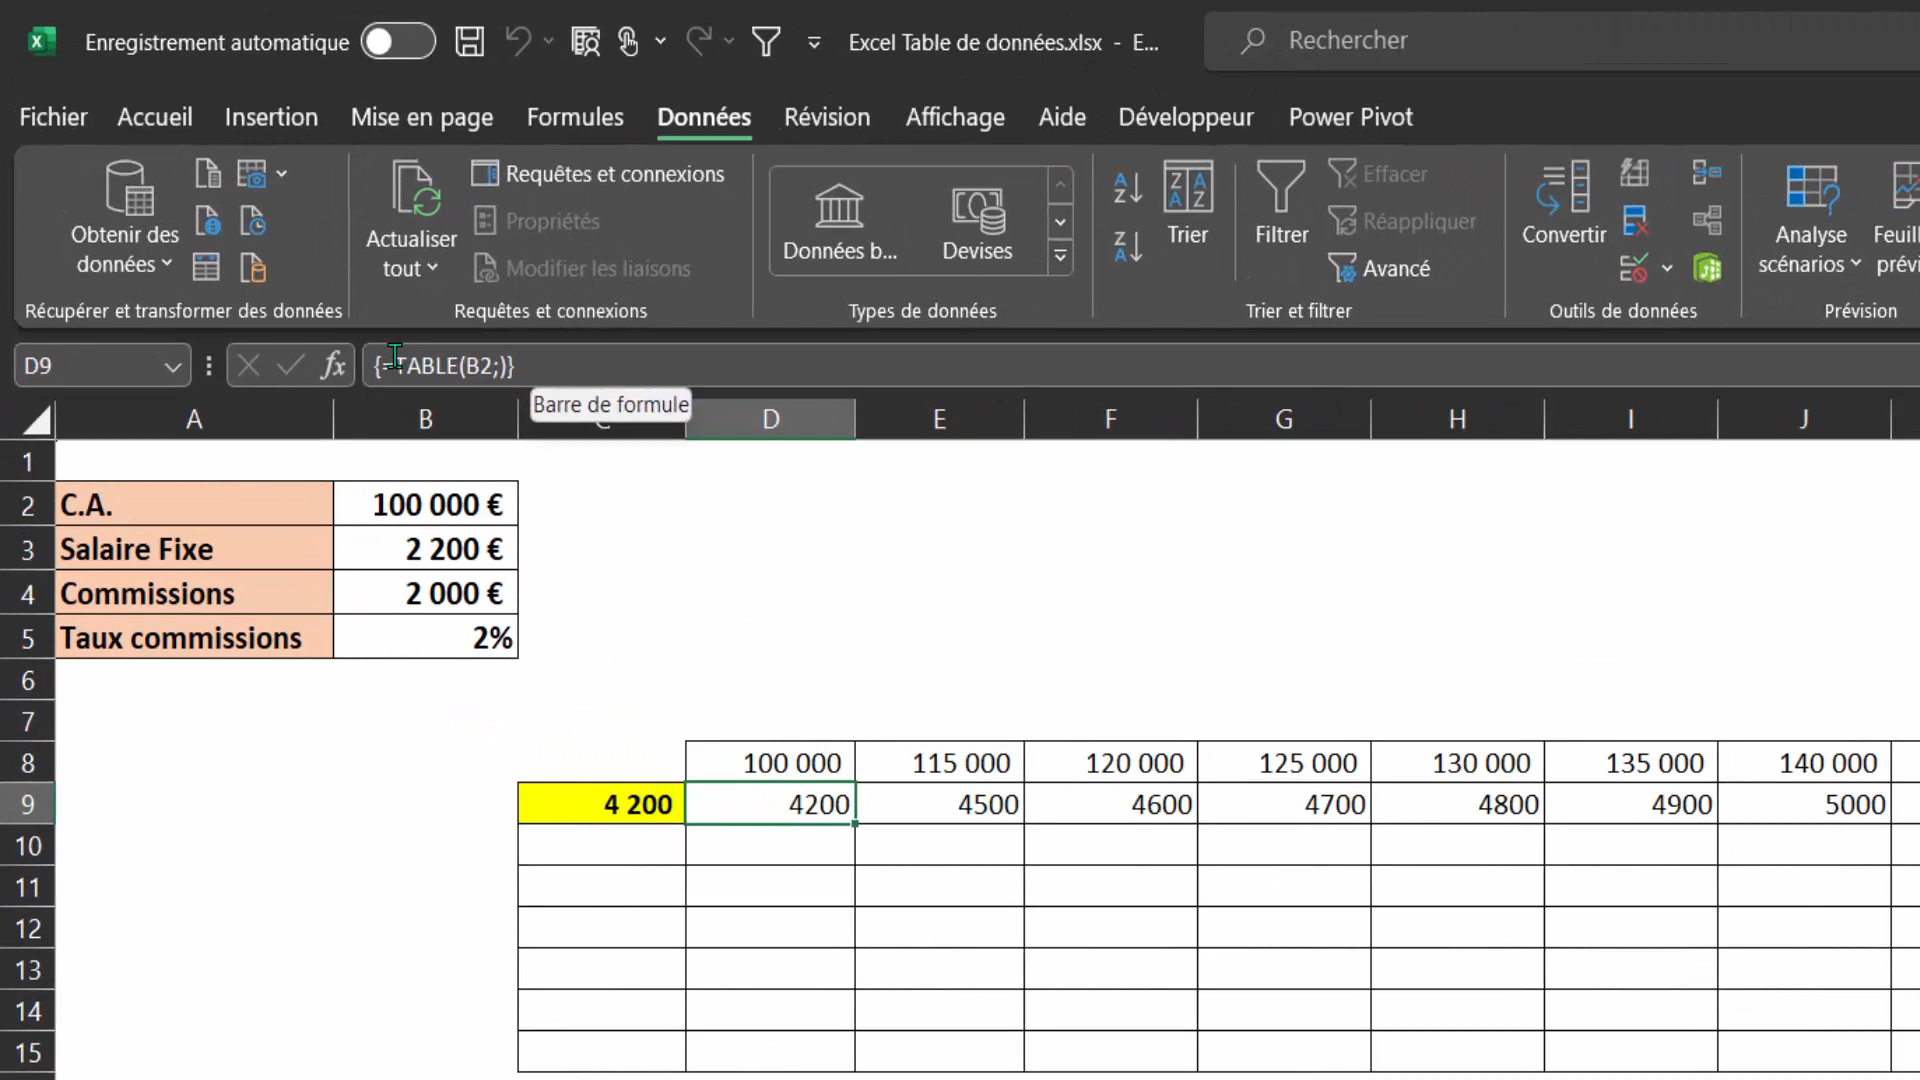 Enregistrement automatique
Excel Table de données.xlsx - E...
Rechercher
Fichier Accueil Insertion Mise en page Formules Données Révision Affichage Aide Développeur Power Pivot
Obtenir des
données
Actualiser
tout
Requêtes et connexions
Propriétés
Modifier les liaisons
Données b...
Devises
Trier
Filtrer
Effacer
Réappliquer
Avancé
Convertir
Analyse
scénarios
Feuill
prévi
Récupérer et transformer des données
Requêtes et connexions
Types de données
Trier et filtrer
Outils de données
Prévision
D9 fx {=TABLE(B2;)}
Barre de formule
A B C D E F G H I J
1
2 C.A. 100 000 €
3 Salaire Fixe 2 200 €
4 Commissions 2 000 €
5 Taux commissions 2%
6
7
8 100 000 115 000 120 000 125 000 130 000 135 000 140 000
9 4 200 4200 4500 4600 4700 4800 4900 5000
10
11
12
13
14
15